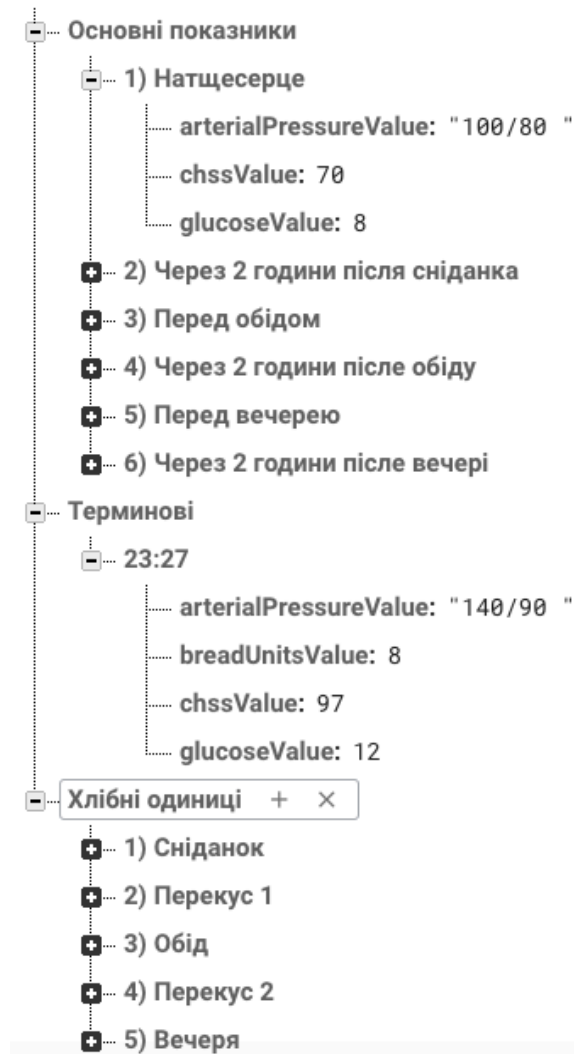 Основні показники
1) Натщесерце
arterialPressureValue: "100/80 "
chssValue: 70
glucoseValue: 8
2) Через 2 години після сніданка
3) Перед обідом
4) Через 2 години після обіду
5) Перед вечерею
6) Через 2 години після вечері
Термінові
23:27
arterialPressureValue: "140/90 "
breadUnitsValue: 8
chssValue: 97
glucoseValue: 12
Хлібні одиниці + ×
1) Сніданок
2) Перекус 1
3) Обід
4) Перекус 2
5) Вечеря